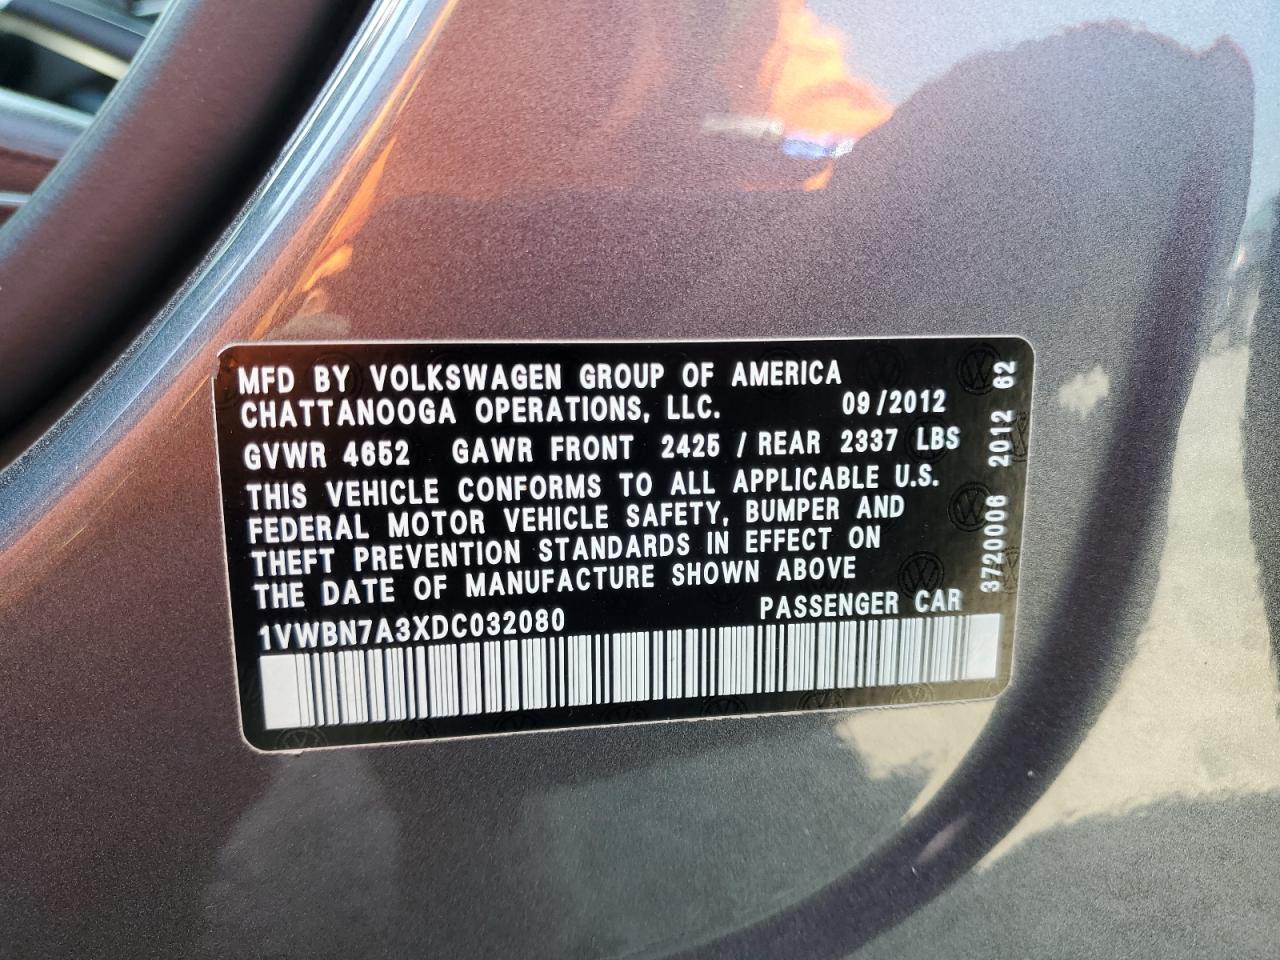 MFD BY VOLKSWAGEN GROUP OF AMERICA
CHATTANOOGA OPERATIONS, LLC. 09/2012
GVWR 4652 GAWR FRONT 2425 / REAR 2337 LBS
THIS VEHICLE CONFORMS TO ALL APPLICABLE U.S.
FEDERAL MOTOR VEHICLE SAFETY, BUMPER AND
THEFT PREVENTION STANDARDS IN EFFECT ON
THE DATE OF MANUFACTURE SHOWN ABOVE
1VWBN7A3XDC032080 PASSENGER CAR
3720006 2012 62